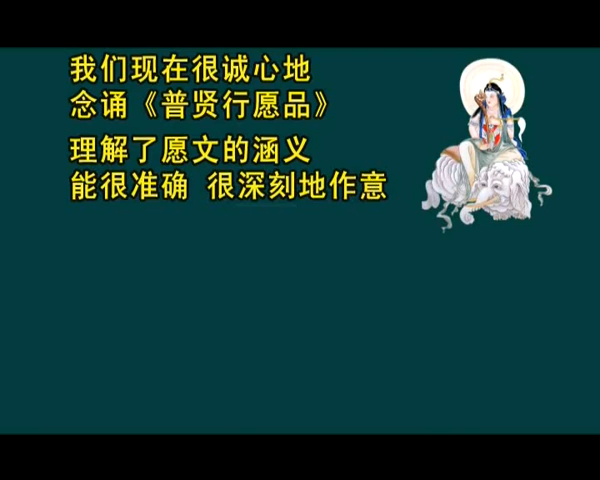 我们现在很诚心地
念诵《普贤行愿品》
理解了愿文的涵义
能很准确 很深刻地作意